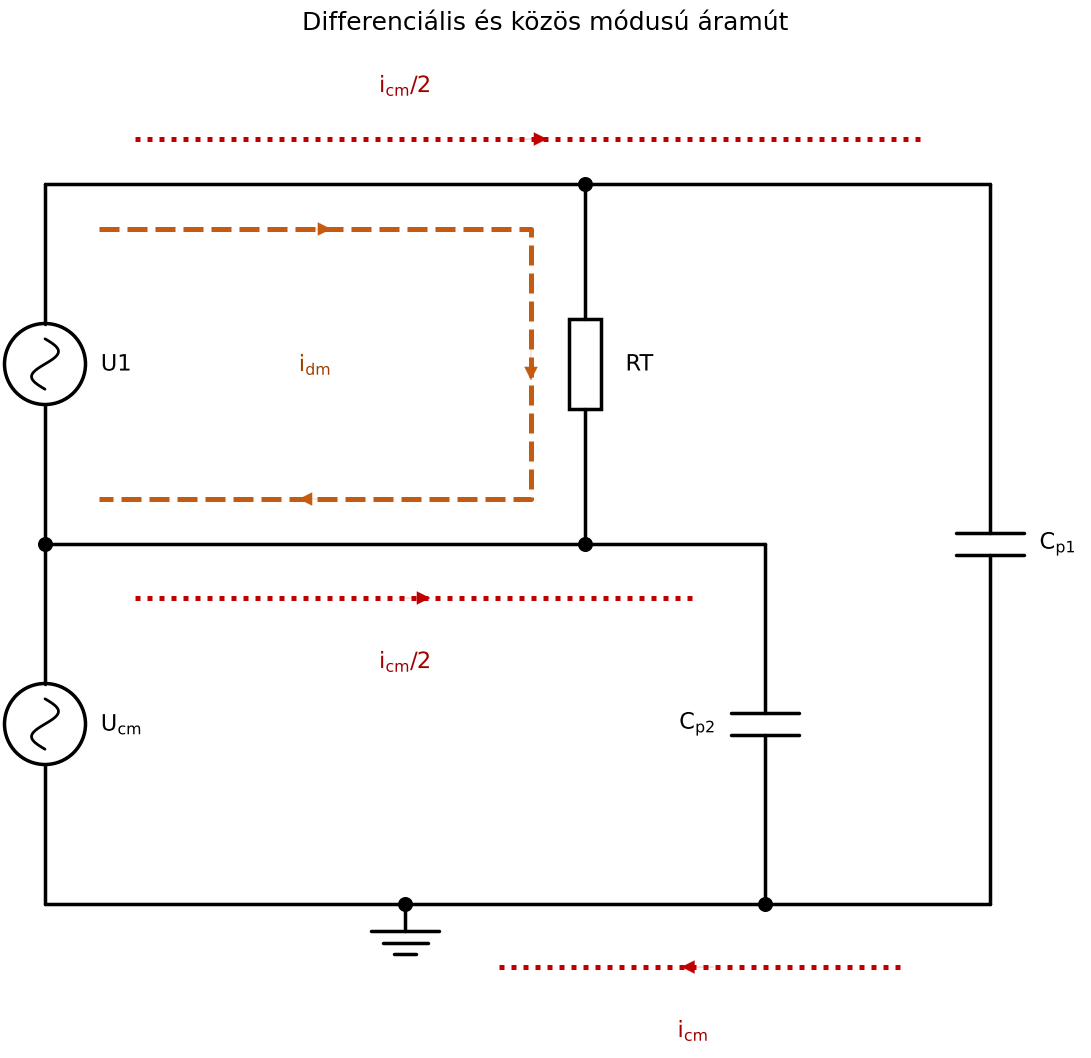 Differenciális és közös módusú áramút
icm/2
U1
idm
RT
Cp1
icm/2
Ucm
Cp2
icm